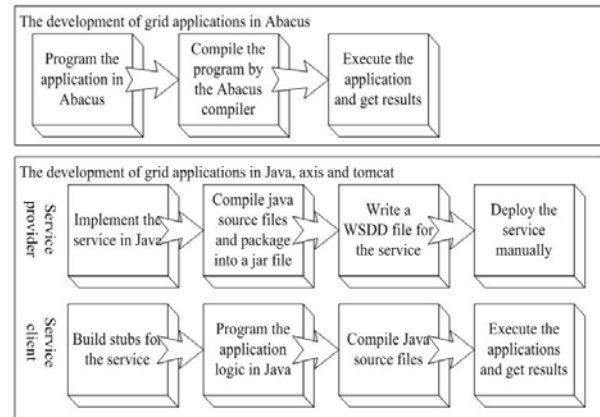 The development of grid applications in Abacus
Program the
application in
Abacus
Compile the
program by
the Abacus
compiler
Execute the
application
and get results
The development of grid applications in Java, axis and tomcat
Service
provider
Implement the
service in Java
Compile java
source files
and package
into a jar file
Write a
WSDD file for
the service
Deploy the
service
manually
Service
client
Build stubs for
the service
Program the
application
logic in Java
Compile Java
source files
Execute the
applications
and get results